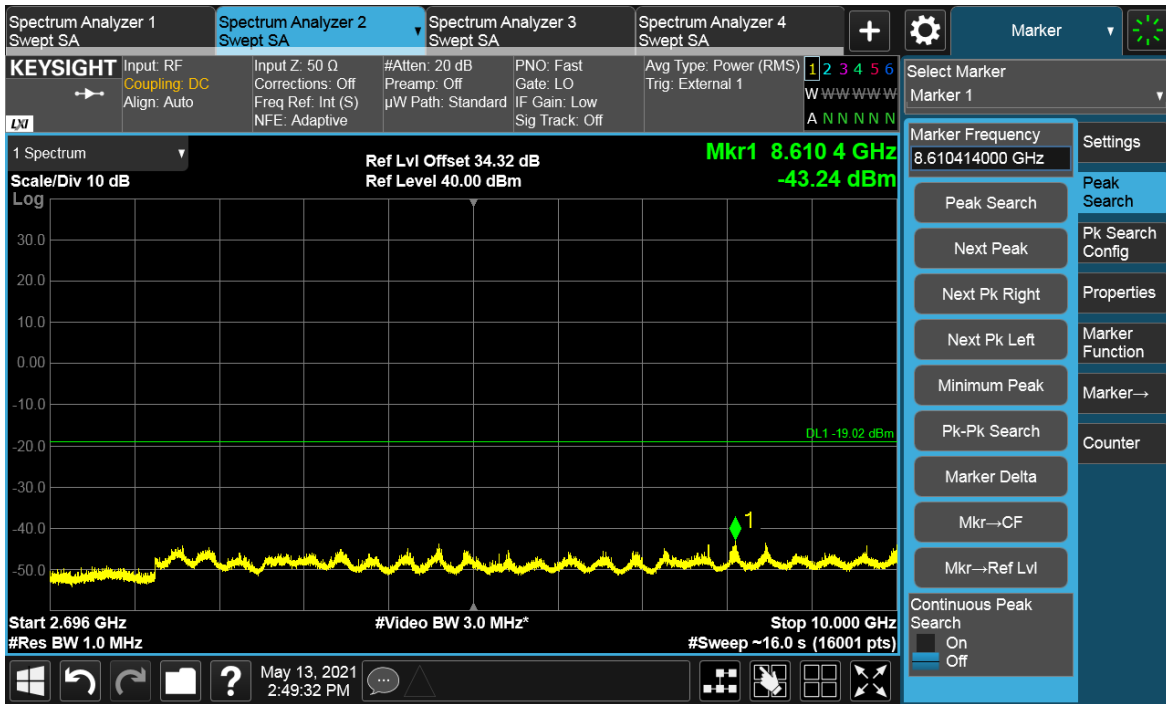 Spectrum Analyzer 1
Swept SA
Spectrum Analyzer 2
Swept SA
Spectrum Analyzer 3
Swept SA
Spectrum Analyzer 4
Swept SA
+
Marker
KEYSIGHT
LXI
Input: RF
Coupling: DC
Align: Auto
Input Z: 50 Ω
Corrections: Off
Freq Ref: Int (S)
NFE: Adaptive
#Atten: 20 dB
Preamp: Off
µW Path: Standard
PNO: Fast
Gate: LO
IF Gain: Low
Sig Track: Off
Avg Type: Power (RMS)
Trig: External 1
1 2 3 4 5 6
W W W W W W
A N N N N N
Select Marker
Marker 1
1 Spectrum
Scale/Div 10 dB
Log
Ref Lvl Offset 34.32 dB
Ref Level 40.00 dBm
Mkr1 8.610 4 GHz
-43.24 dBm
30.0
20.0
10.0
0.00
-10.0
-20.0
-30.0
-40.0
-50.0
DL1 -19.02 dBm
1
Start 2.696 GHz
#Res BW 1.0 MHz
#Video BW 3.0 MHz*
Stop 10.000 GHz
#Sweep ~16.0 s (16001 pts)
Marker Frequency
8.610414000 GHz
Peak Search
Next Peak
Next Pk Right
Next Pk Left
Minimum Peak
Pk-Pk Search
Marker Delta
Mkr→CF
Mkr→Ref Lvl
Continuous Peak
Search
On
Off
Settings
Peak
Search
Pk Search
Config
Properties
Marker
Function
Marker→
Counter
?
May 13, 2021
2:49:32 PM